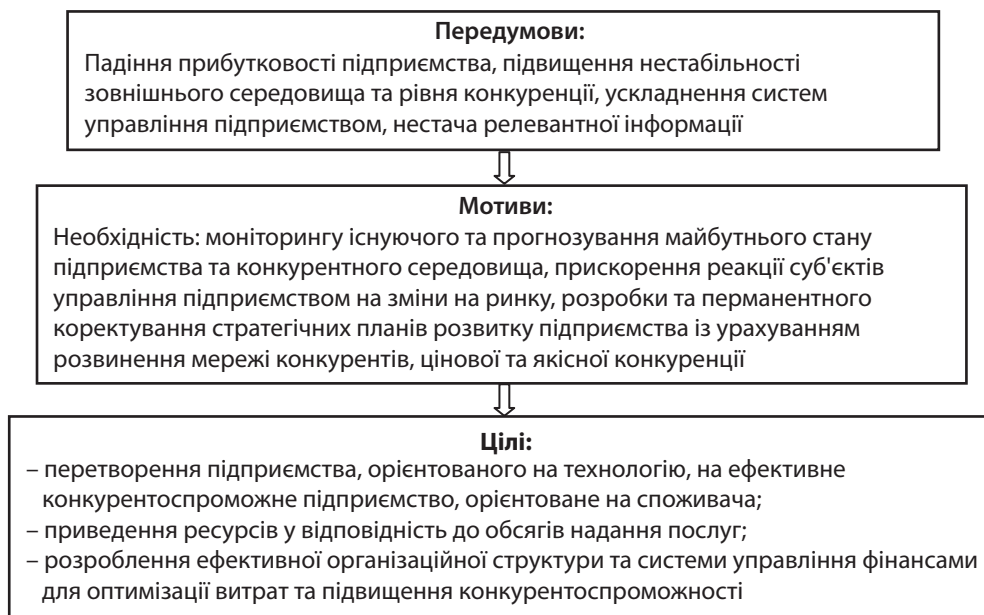 Передумови:
Падіння прибутковості підприємства, підвищення нестабільності
зовнішнього середовища та рівня конкуренції, ускладнення систем
управління підприємством, нестача релевантної інформації
Мотиви:
Необхідність: моніторингу існуючого та прогнозування майбутнього стану
підприємства та конкурентного середовища, прискорення реакції суб'єктів
управління підприємством на зміни на ринку, розробки та перманентного
коректування стратегічних планів розвитку підприємства із урахуванням
розвинення мережі конкурентів, цінової та якісної конкуренції
Цілі:
– перетворення підприємства, орієнтованого на технологію, на ефективне
конкурентоспроможне підприємство, орієнтоване на споживача;
– приведення ресурсів у відповідність до обсягів надання послуг;
– розроблення ефективної організаційної структури та системи управління фінансами
для оптимізації витрат та підвищення конкурентоспроможності